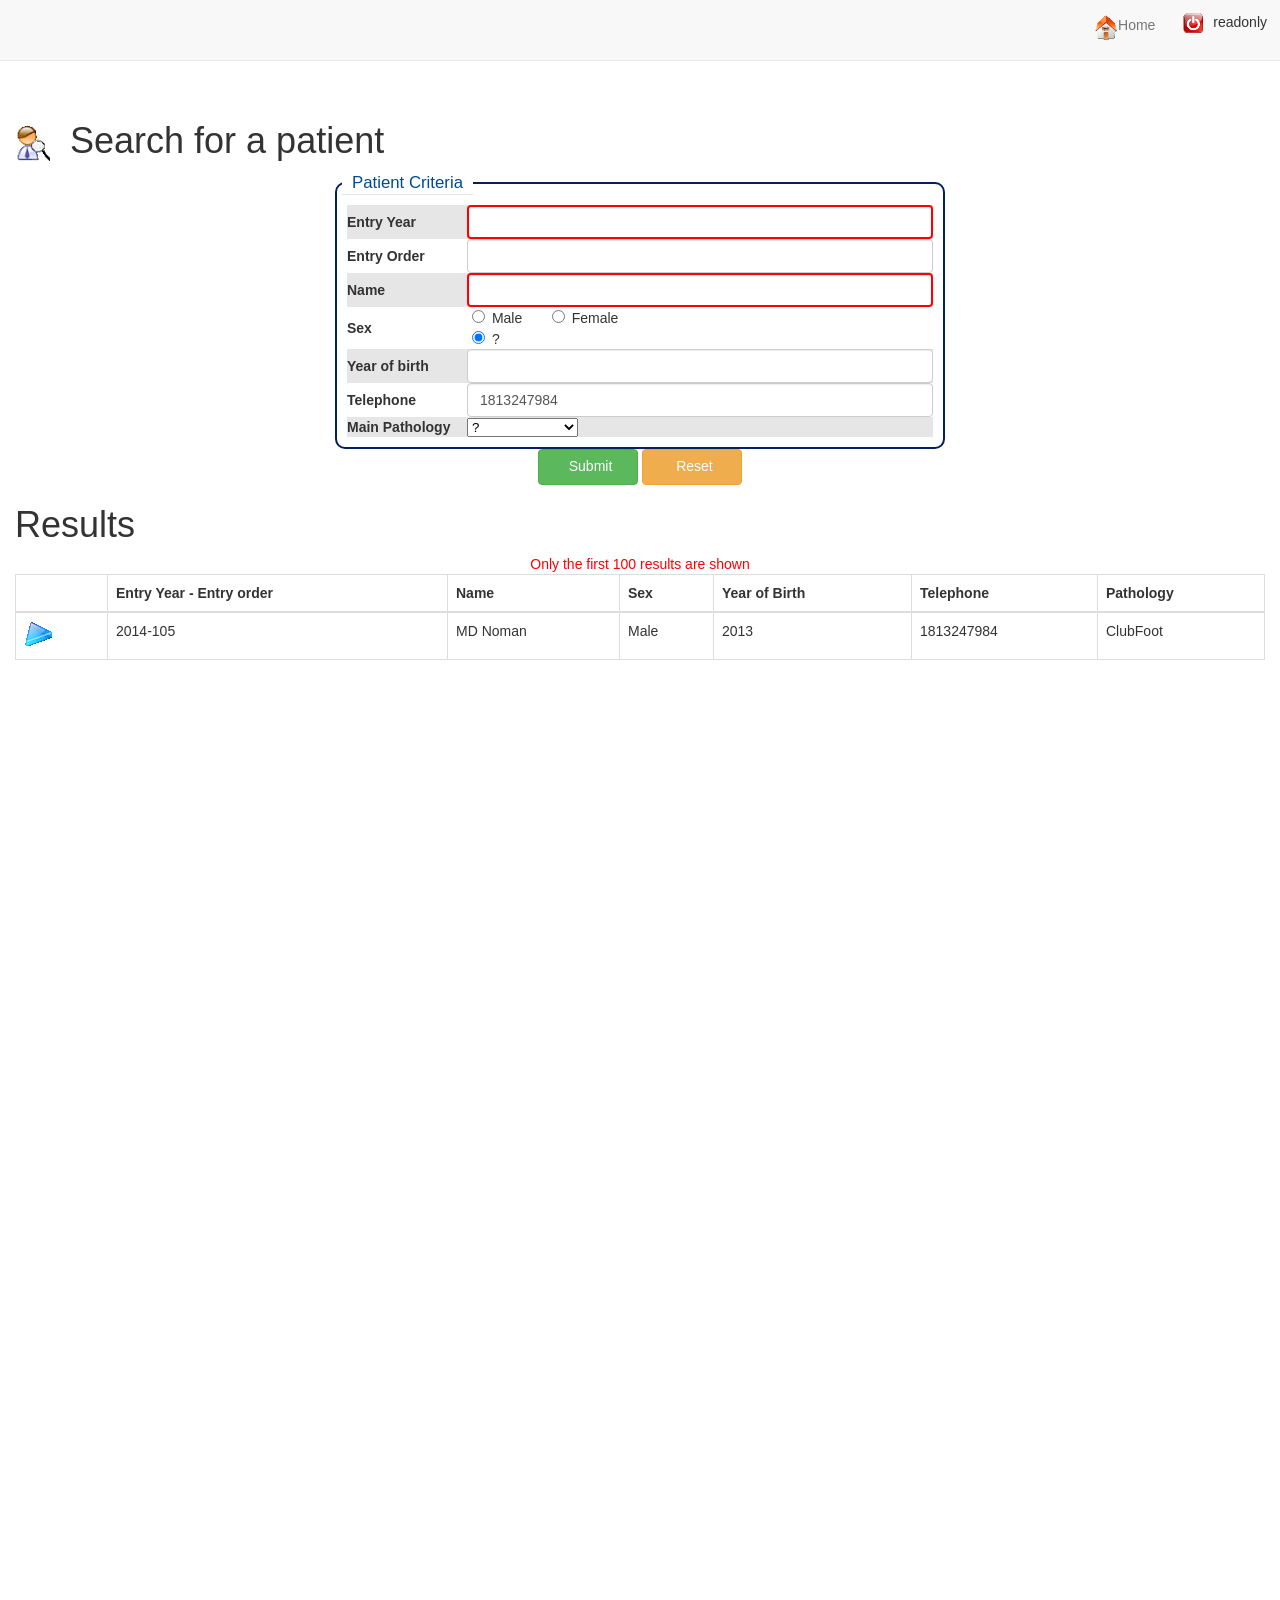 Home
readonly
Search for a patient
Patient Criteria
Entry Year
Entry Order
Name
Sex
Male Female
?
Year of birth
Telephone 1813247984
Main Pathology ?
Submit Reset
Results
Only the first 100 results are shown
Entry Year - Entry order Name Sex Year of Birth Telephone Pathology
2014-105 MD Noman Male 2013 1813247984 ClubFoot